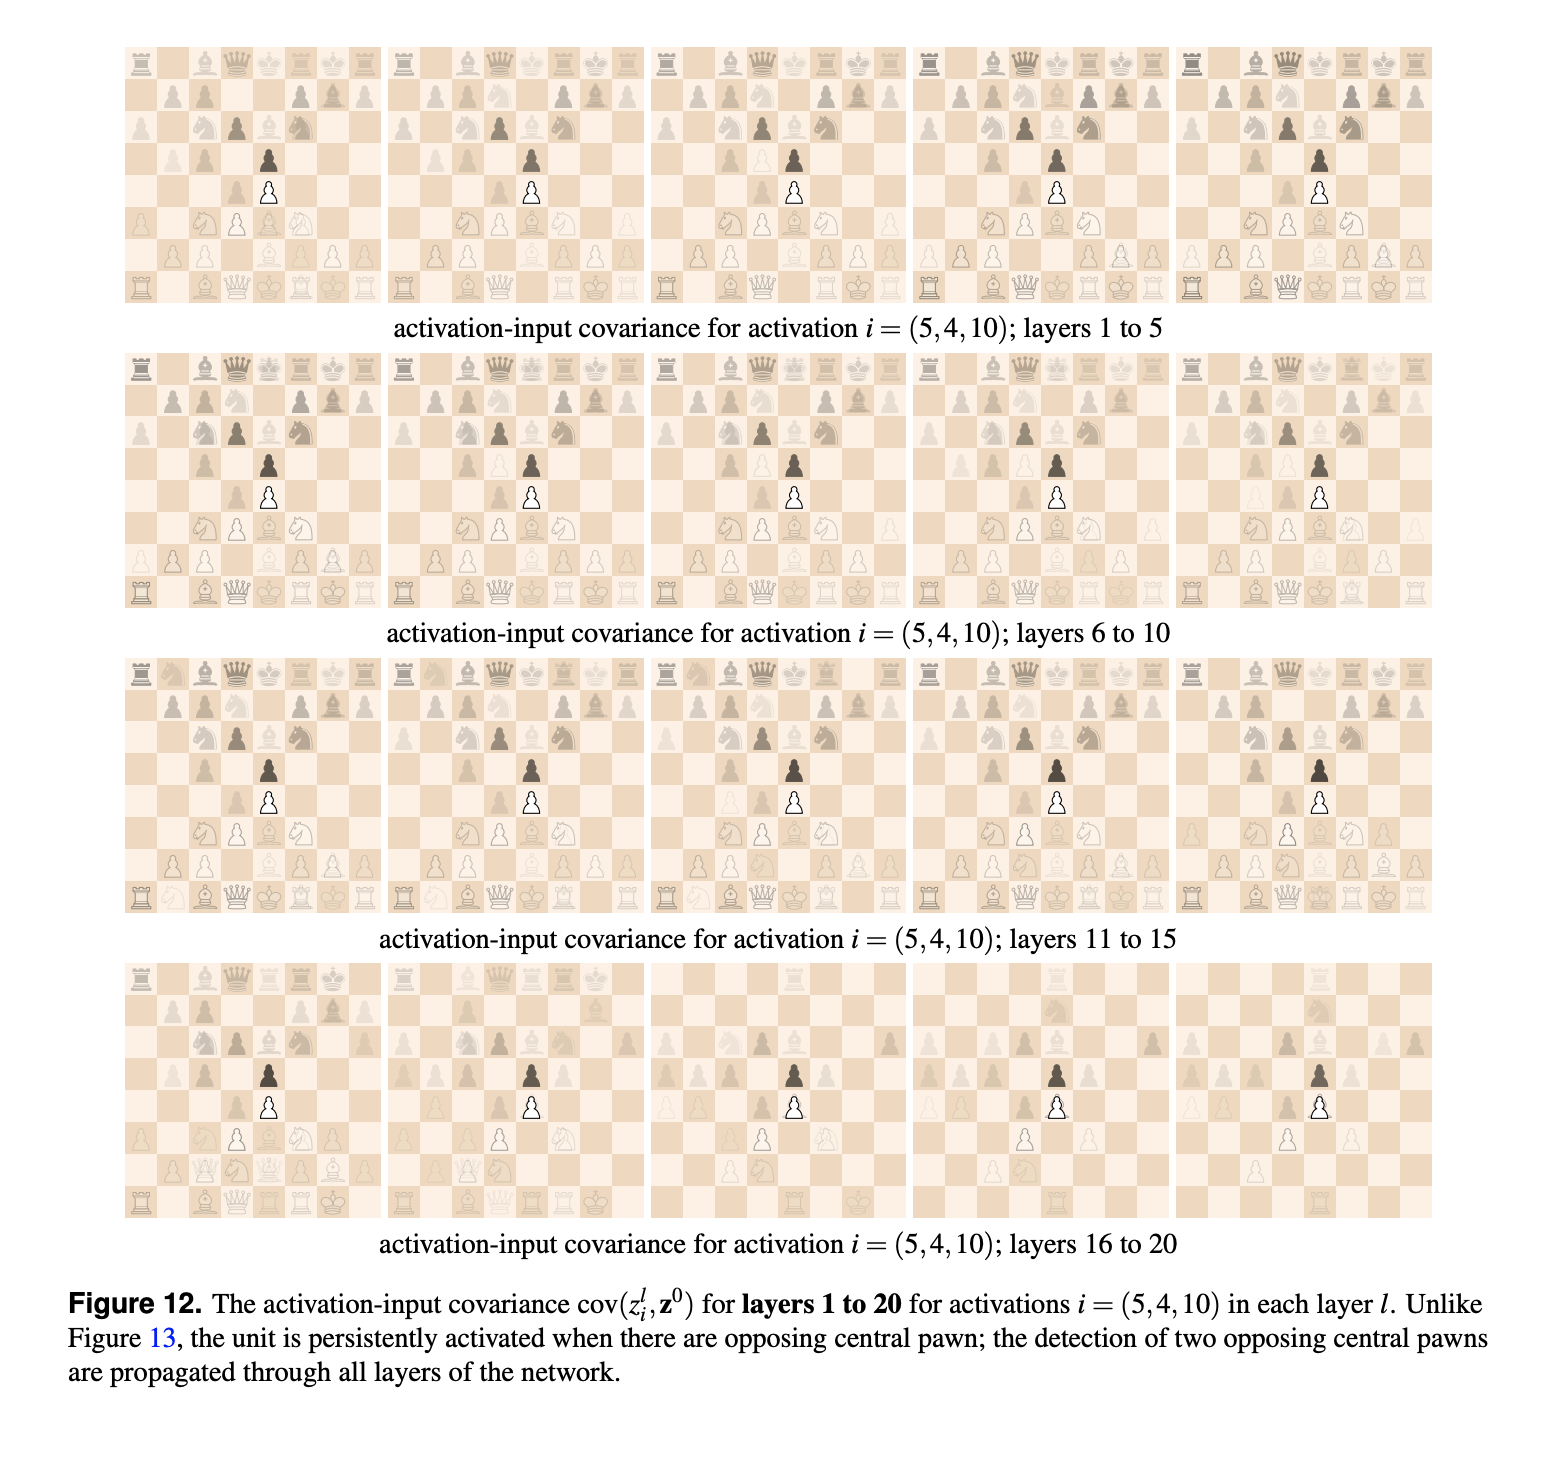 activation-input covariance for activation i = (5,4,10); layers 1 to 5
activation-input covariance for activation i = (5,4,10); layers 6 to 10
activation-input covariance for activation i = (5,4,10); layers 11 to 15
activation-input covariance for activation i = (5,4,10); layers 16 to 20
Figure 12. The activation-input covariance cov(zᵢˡ, z⁰) for layers 1 to 20 for activations i = (5,4,10) in each layer l. Unlike
Figure 13, the unit is persistently activated when there are opposing central pawn; the detection of two opposing central pawns
are propagated through all layers of the network.